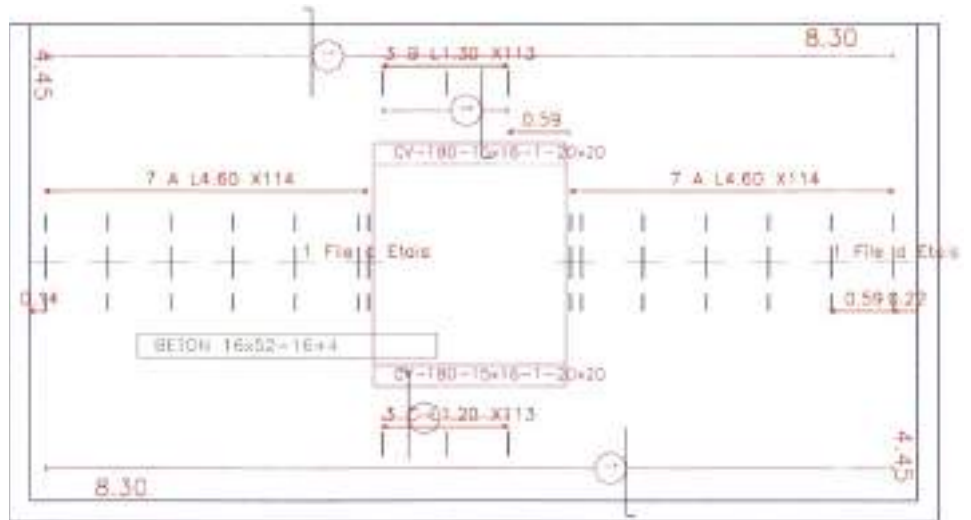 8.30
4.45
3 B L1.30 X113
0.59
CV-180-15x16-1-20x20
7 A L4.60 X114
7 A L4.60 X114
1 File d Etais
1 File d Etais
0.14
0.59
0.22
BETON 16x52-16+4
CV-180-15x16-1-20x20
3 C L1.20 X113
4.45
8.30